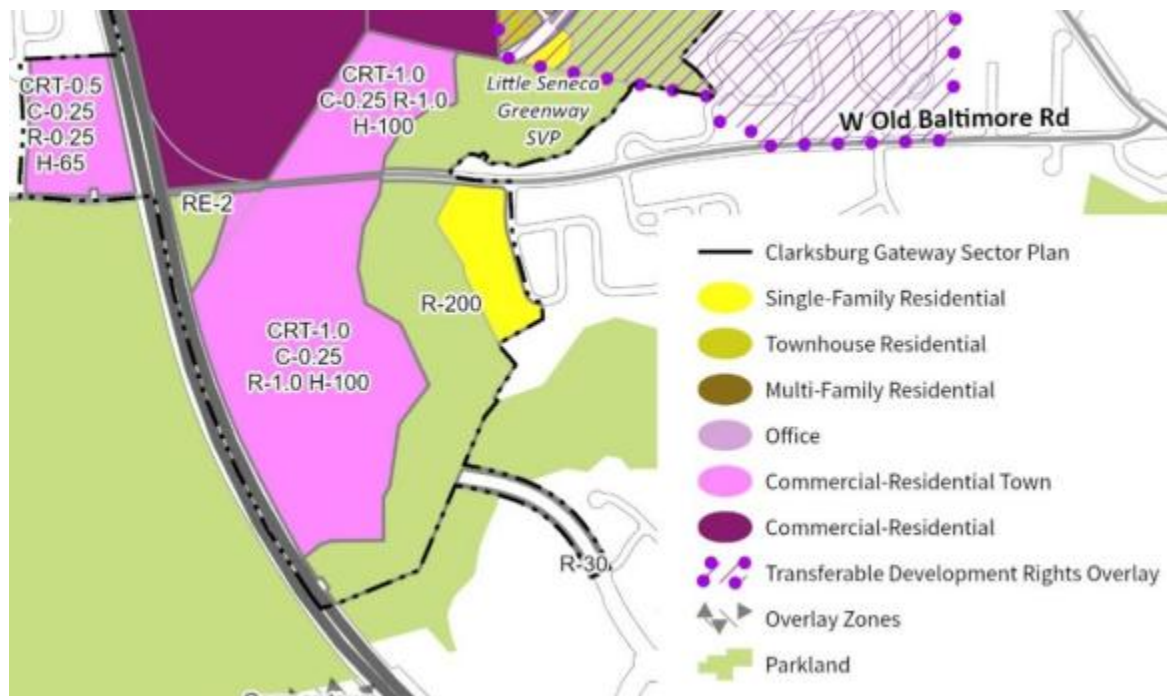 CRT-0.5
C-0.25
R-0.25
H-65
CRT-1.0
C-0.25 R-1.0
H-100
Little Seneca
Greenway
SVP
W Old Baltimore Rd
RE-2
R-200
CRT-1.0
C-0.25
R-1.0 H-100
R-30
Clarksburg Gateway Sector Plan
Single-Family Residential
Townhouse Residential
Multi-Family Residential
Office
Commercial-Residential Town
Commercial-Residential
Transferable Development Rights Overlay
Overlay Zones
Parkland